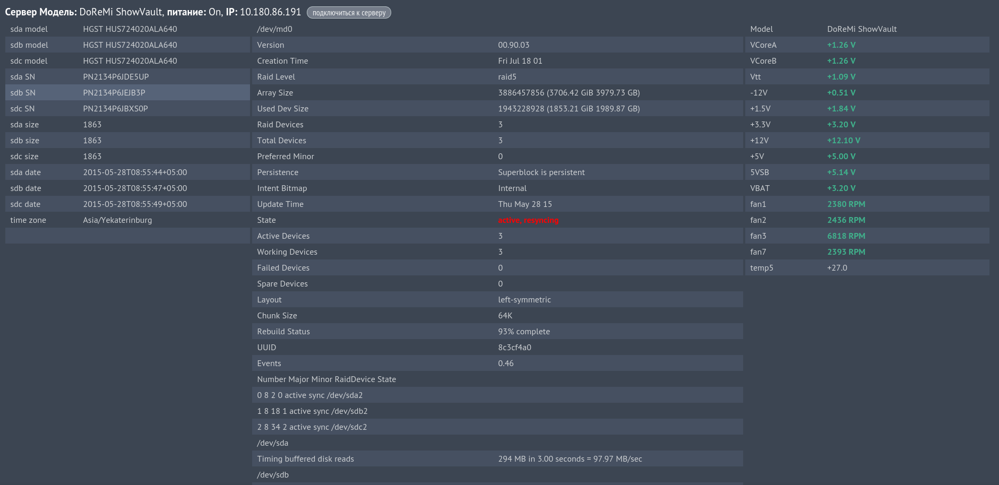 Сервер Модель: DoReMi ShowVault, питание: On, IP: 10.180.86.191 подключиться к серверу
sda model HGST HUS724020ALA640
sdb model HGST HUS724020ALA640
sdc model HGST HUS724020ALA640
sda SN PN2134P6JDE5UP
sdb SN PN2134P6JEJB3P
sdc SN PN2134P6JBXS0P
sda size 1863
sdb size 1863
sdc size 1863
sda date 2015-05-28T08:55:44+05:00
sdb date 2015-05-28T08:55:47+05:00
sdc date 2015-05-28T08:55:49+05:00
time zone Asia/Yekaterinburg
/dev/md0
Version 00.90.03
Creation Time Fri Jul 18 01
Raid Level raid5
Array Size 3886457856 (3706.42 GiB 3979.73 GB)
Used Dev Size 1943228928 (1853.21 GiB 1989.87 GB)
Raid Devices 3
Total Devices 3
Preferred Minor 0
Persistence Superblock is persistent
Intent Bitmap Internal
Update Time Thu May 28 15
State active, resyncing
Active Devices 3
Working Devices 3
Failed Devices 0
Spare Devices 0
Layout left-symmetric
Chunk Size 64K
Rebuild Status 93% complete
UUID 8c3cf4a0
Events 0.46
Number Major Minor RaidDevice State
0 8 2 0 active sync /dev/sda2
1 8 18 1 active sync /dev/sdb2
2 8 34 2 active sync /dev/sdc2
/dev/sda
Timing buffered disk reads 294 MB in 3.00 seconds = 97.97 MB/sec
/dev/sdb
Model DoReMi ShowVault
VCoreA +1.26 V
VCoreB +1.26 V
Vtt +1.09 V
-12V +0.51 V
+1.5V +1.84 V
+3.3V +3.20 V
+12V +12.10 V
+5V +5.00 V
5VSB +5.14 V
VBAT +3.20 V
fan1 2380 RPM
fan2 2436 RPM
fan3 6818 RPM
fan7 2393 RPM
temp5 +27.0